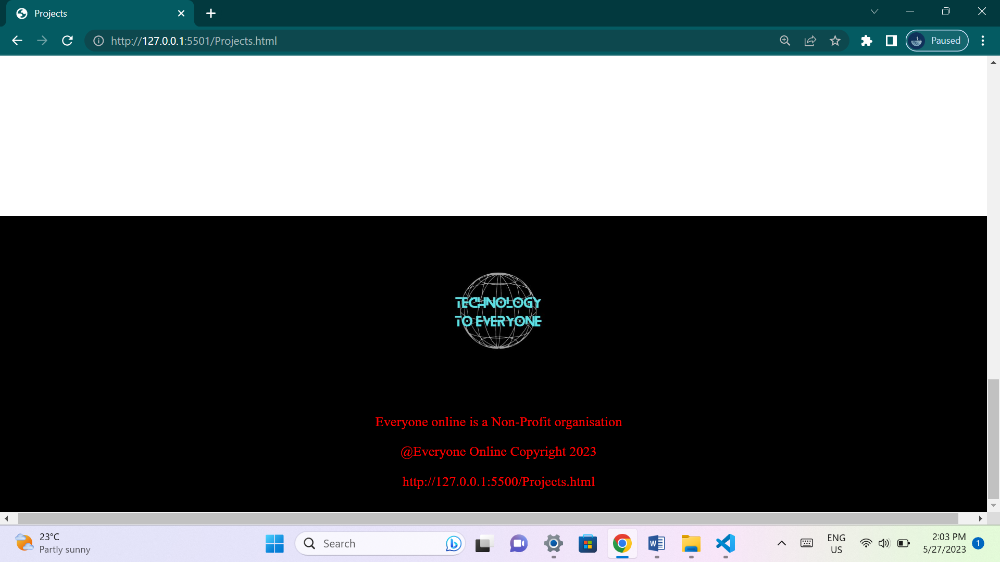 Projects
http://127.0.0.1:5501/Projects.html
Paused
TECHNOLOGY
TO EVERYONE
Everyone online is a Non-Profit organisation
@Everyone Online Copyright 2023
http://127.0.0.1:5500/Projects.html
23°C
Partly sunny
Search
W
ENG
US
2:03 PM
5/27/2023
1